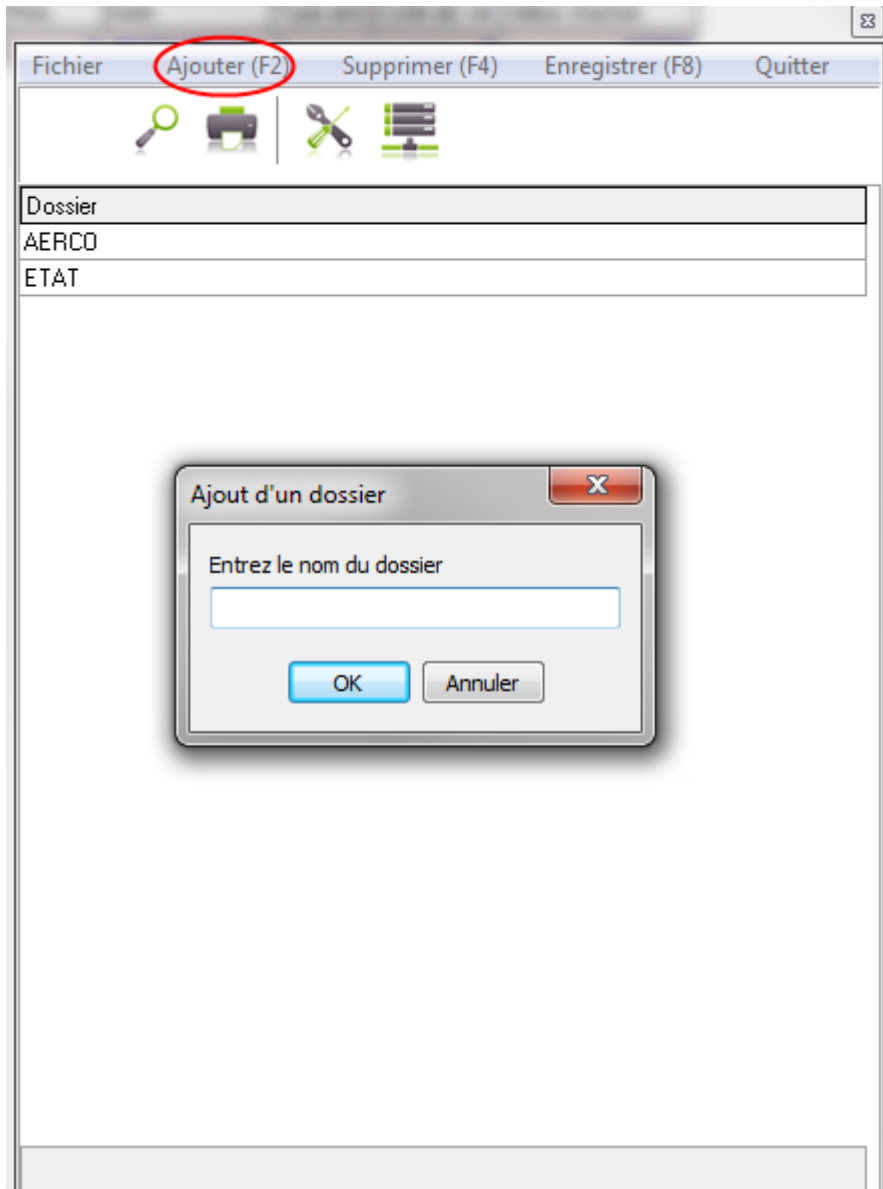 Fichier Ajouter (F2) Supprimer (F4) Enregistrer (F8) Quitter
Dossier
AERCO
ETAT
Ajout d'un dossier
Entrez le nom du dossier
OK Annuler